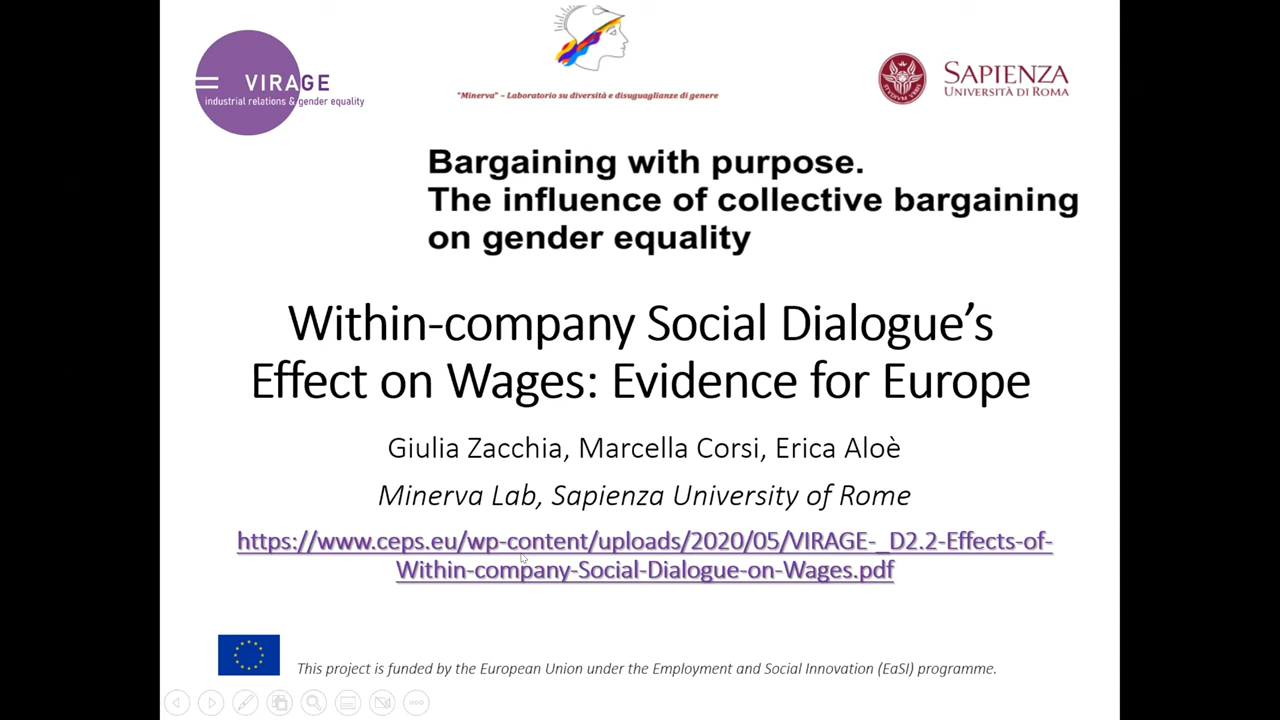 VIRAGE
industrial relations & gender equality
"Minerva" – Laboratorio su diversità e disuguaglianze di genere
SAPIENZA
UNIVERSITÀ DI ROMA
Bargaining with purpose.
The influence of collective bargaining
on gender equality
Within-company Social Dialogue's
Effect on Wages: Evidence for Europe
Giulia Zacchia, Marcella Corsi, Erica Aloè
Minerva Lab, Sapienza University of Rome
https://www.ceps.eu/wp-content/uploads/2020/05/VIRAGE-_D2.2-Effects-of-
Within-company-Social-Dialogue-on-Wages.pdf
This project is funded by the European Union under the Employment and Social Innovation (EaSI) programme.